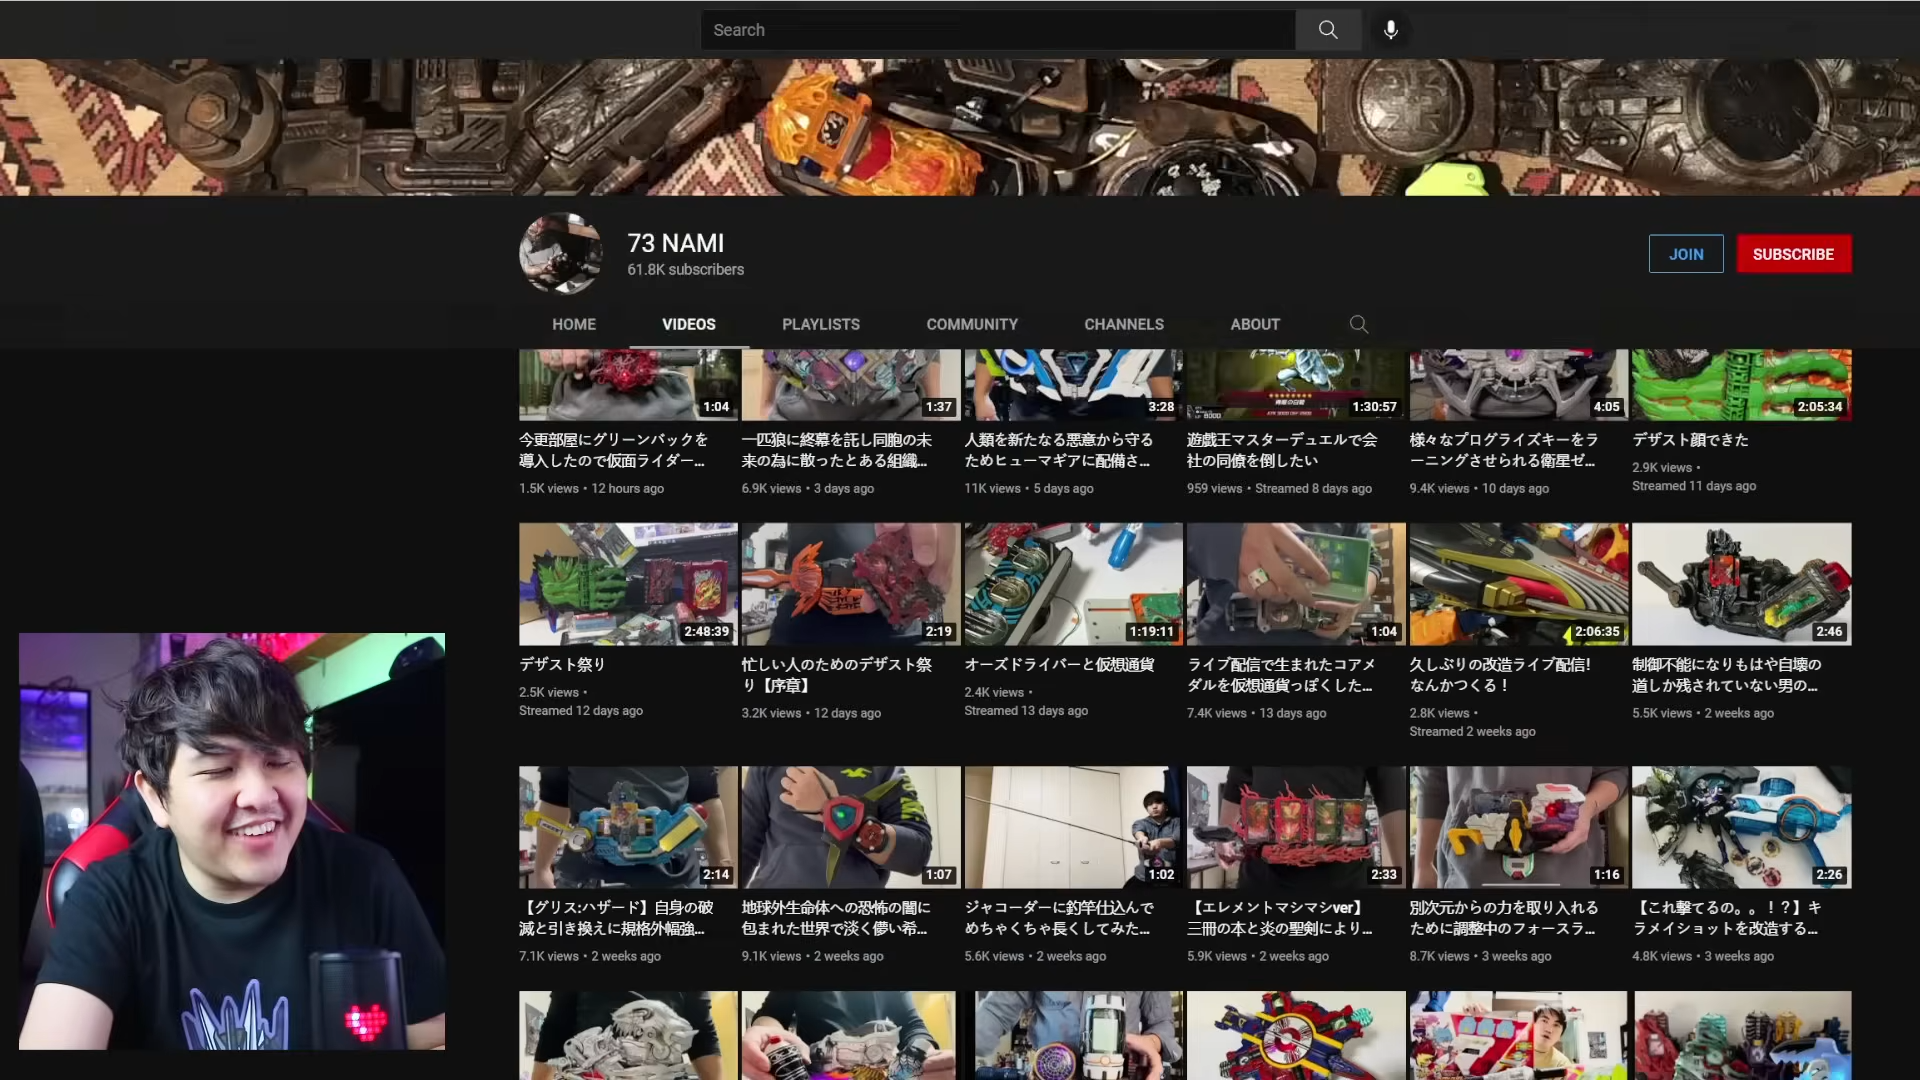 Search
73 NAMI
61.8K subscribers
JOIN
SUBSCRIBE
HOME
VIDEOS
PLAYLISTS
COMMUNITY
CHANNELS
ABOUT
1:04
1:37
3:28
1:30:57
4:05
2:05:34
今更部屋にグリーンバックを
導入したので仮面ライダー...
1.5K views • 12 hours ago
一匹狼に終幕を託し同胞の未
来の為に散ったとある組織...
6.9K views • 3 days ago
人類を新たなる悪意から守る
ためヒューマギアに配備さ...
11K views • 5 days ago
遊戯王マスターデュエルで会
社の同僚を倒したい
959 views • Streamed 8 days ago
様々なプログライズキーをラ
ーニングさせられる衛星ゼ...
9.4K views • 10 days ago
デザスト顔できた
2.9K views •
Streamed 11 days ago
2:48:39
2:19
1:19:11
1:04
2:06:35
2:46
デザスト祭り
2.5K views •
Streamed 12 days ago
忙しい人のためのデザスト祭
り【序章】
3.2K views • 12 days ago
オーズドライバーと仮想通貨
2.4K views •
Streamed 13 days ago
ライブ配信で生まれたコアメ
ダルを仮想通貨っぽくした...
7.4K views • 13 days ago
久しぶりの改造ライブ配信！
なんかつくる！
2.8K views •
Streamed 2 weeks ago
制御不能になりもはや自壊の
道しか残されていない男の...
5.5K views • 2 weeks ago
2:14
1:07
1:02
2:33
1:16
2:26
【グリス:ハザード】自身の破
滅と引き換えに規格外幅強...
7.1K views • 2 weeks ago
地球外生命体への恐怖の闇に
包まれた世界で淡く儚い希...
9.1K views • 2 weeks ago
ジャコーダーに釣竿仕込んで
めちゃくちゃ長くしてみた...
5.6K views • 2 weeks ago
【エレメントマシマシver】
三冊の本と炎の聖剣により...
5.9K views • 2 weeks ago
別次元からの力を取り入れる
ために調整中のフォースラ...
8.7K views • 3 weeks ago
【これ撃てるの。。！？】キ
ラメイショットを改造する...
4.8K views • 3 weeks ago